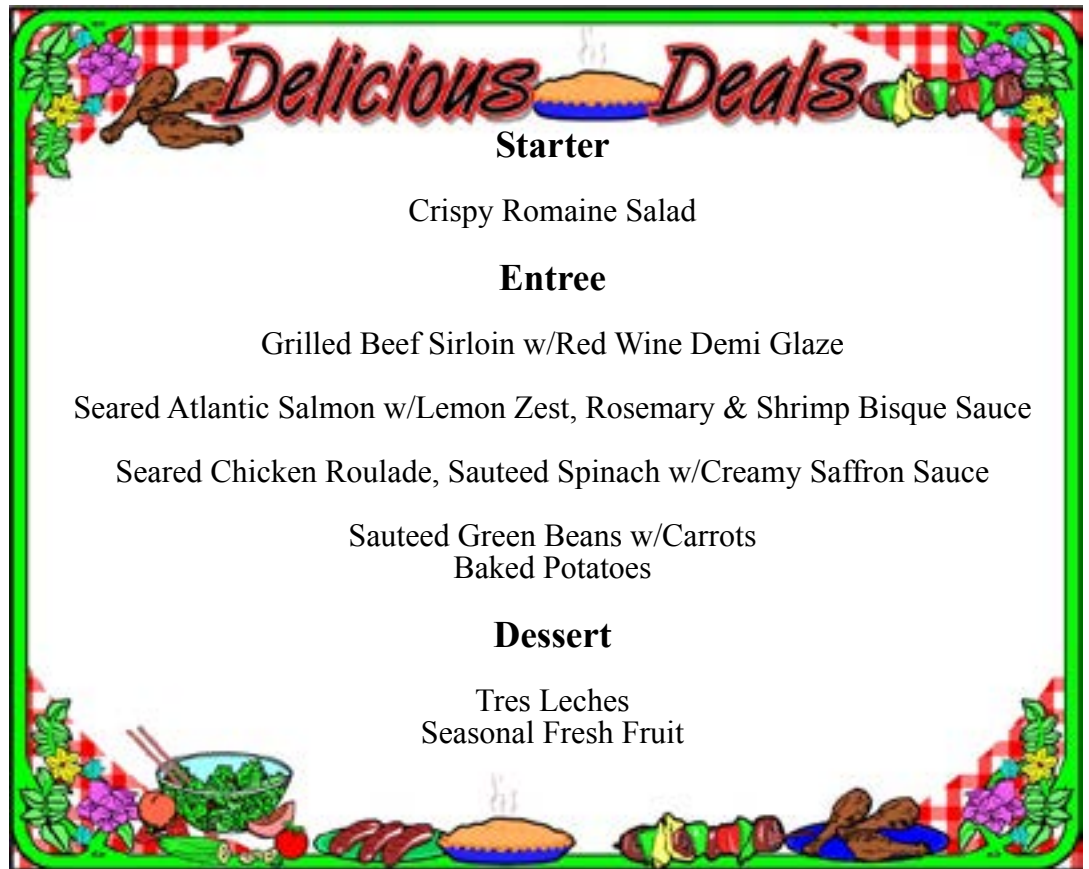 Delicious Deals
Starter
Crispy Romaine Salad
Entree
Grilled Beef Sirloin w/Red Wine Demi Glaze
Seared Atlantic Salmon w/Lemon Zest, Rosemary & Shrimp Bisque Sauce
Seared Chicken Roulade, Sauteed Spinach w/Creamy Saffron Sauce
Sauteed Green Beans w/Carrots
Baked Potatoes
Dessert
Tres Leches
Seasonal Fresh Fruit